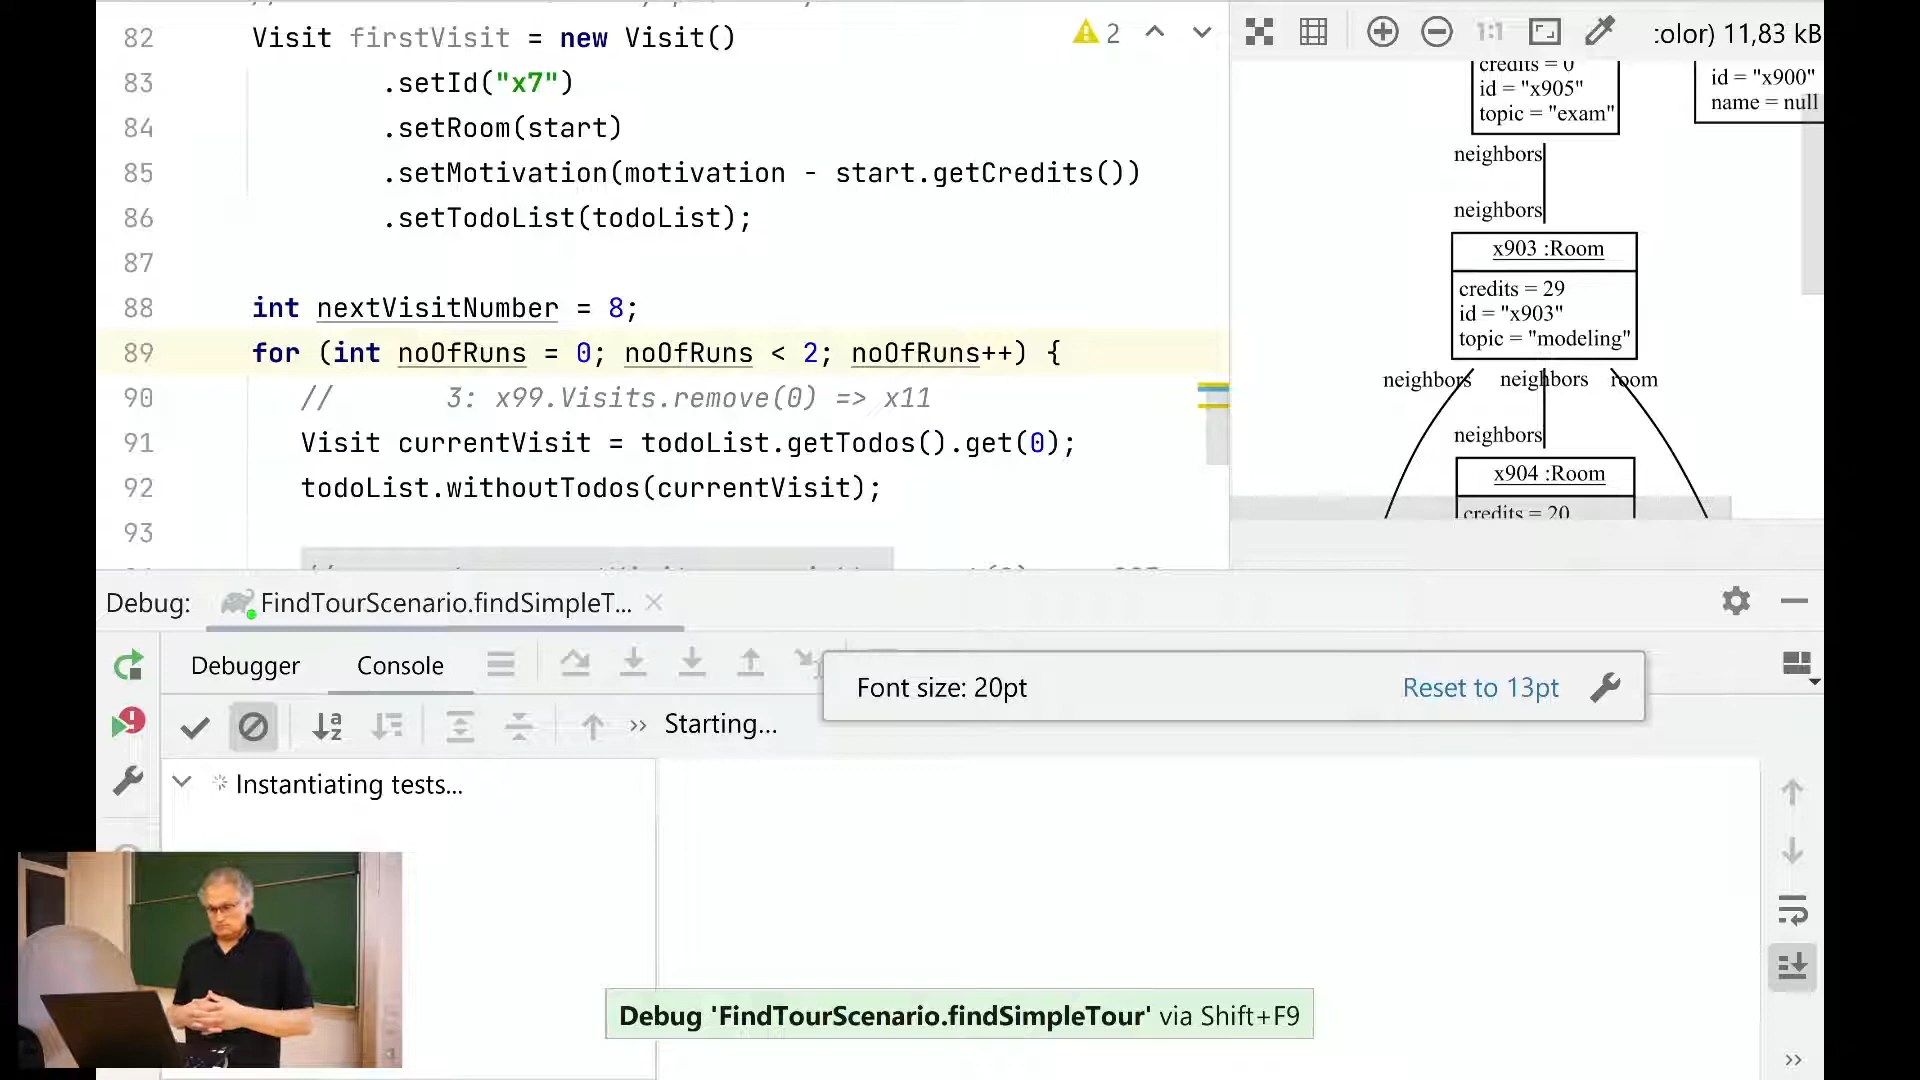 82 Visit firstVisit = new Visit()
83 .setId("x7")
84 .setRoom(start)
85 .setMotivation(motivation - start.getCredits())
86 .setTodoList(todoList);
87
88 int nextVisitNumber = 8;
89 for (int noOfRuns = 0; noOfRuns < 2; noOfRuns++) {
90 // 3: x99.Visits.remove(0) => x11
91 Visit currentVisit = todoList.getTodos().get(0);
92 todoList.withoutTodos(currentVisit);
93
2
1:1
color) 11,83 kB
credits = 0
id = "x905"
topic = "exam"
id = "x900"
name = null
neighbors
neighbors
x903 :Room
credits = 29
id = "x903"
topic = "modeling"
neighbors neighbors room
neighbors
x904 :Room
credits = 20
Debug: FindTourScenario.findSimpleT...
Debugger Console
Font size: 20pt Reset to 13pt
Starting...
Instantiating tests...
Debug 'FindTourScenario.findSimpleTour' via Shift+F9